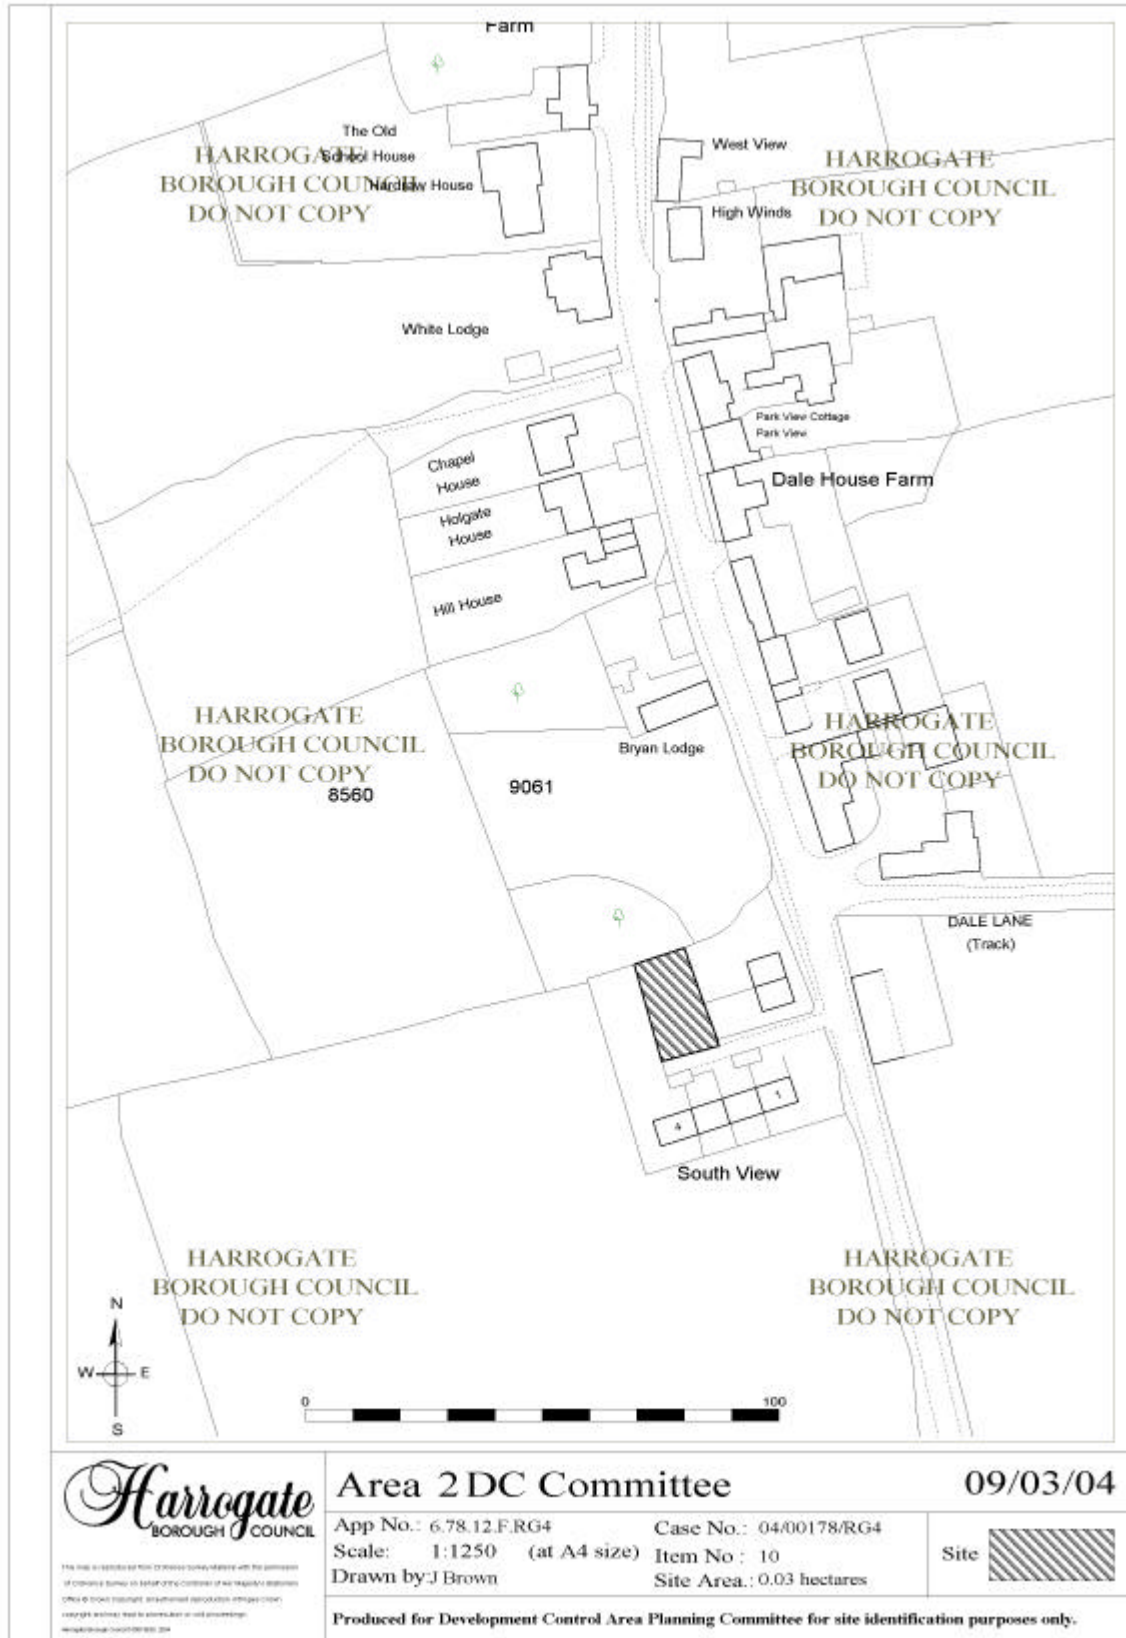 Farm
The Old
School House
Hardraw House
HARROGATE
BOROUGH COUNCIL
DO NOT COPY
West View
High Winds
HARROGATE
BOROUGH COUNCIL
DO NOT COPY
White Lodge
Park View Cottage
Park View
Chapel
House
Dale House Farm
Holgate
House
Hill House
HARROGATE
BOROUGH COUNCIL
DO NOT COPY
8560
9061
Bryan Lodge
HARROGATE
BOROUGH COUNCIL
DO NOT COPY
DALE LANE
(Track)
1
4
South View
HARROGATE
BOROUGH COUNCIL
DO NOT COPY
HARROGATE
BOROUGH COUNCIL
DO NOT COPY
N
W E
S
0 100
Harrogate
BOROUGH COUNCIL
Area 2 DC Committee 09/03/04
App No.: 6.78.12.F.RG4 Case No.: 04/00178/RG4
Scale: 1:1250 (at A4 size) Item No : 10
Drawn by: J Brown Site Area.: 0.03 hectares
Site
Produced for Development Control Area Planning Committee for site identification purposes only.